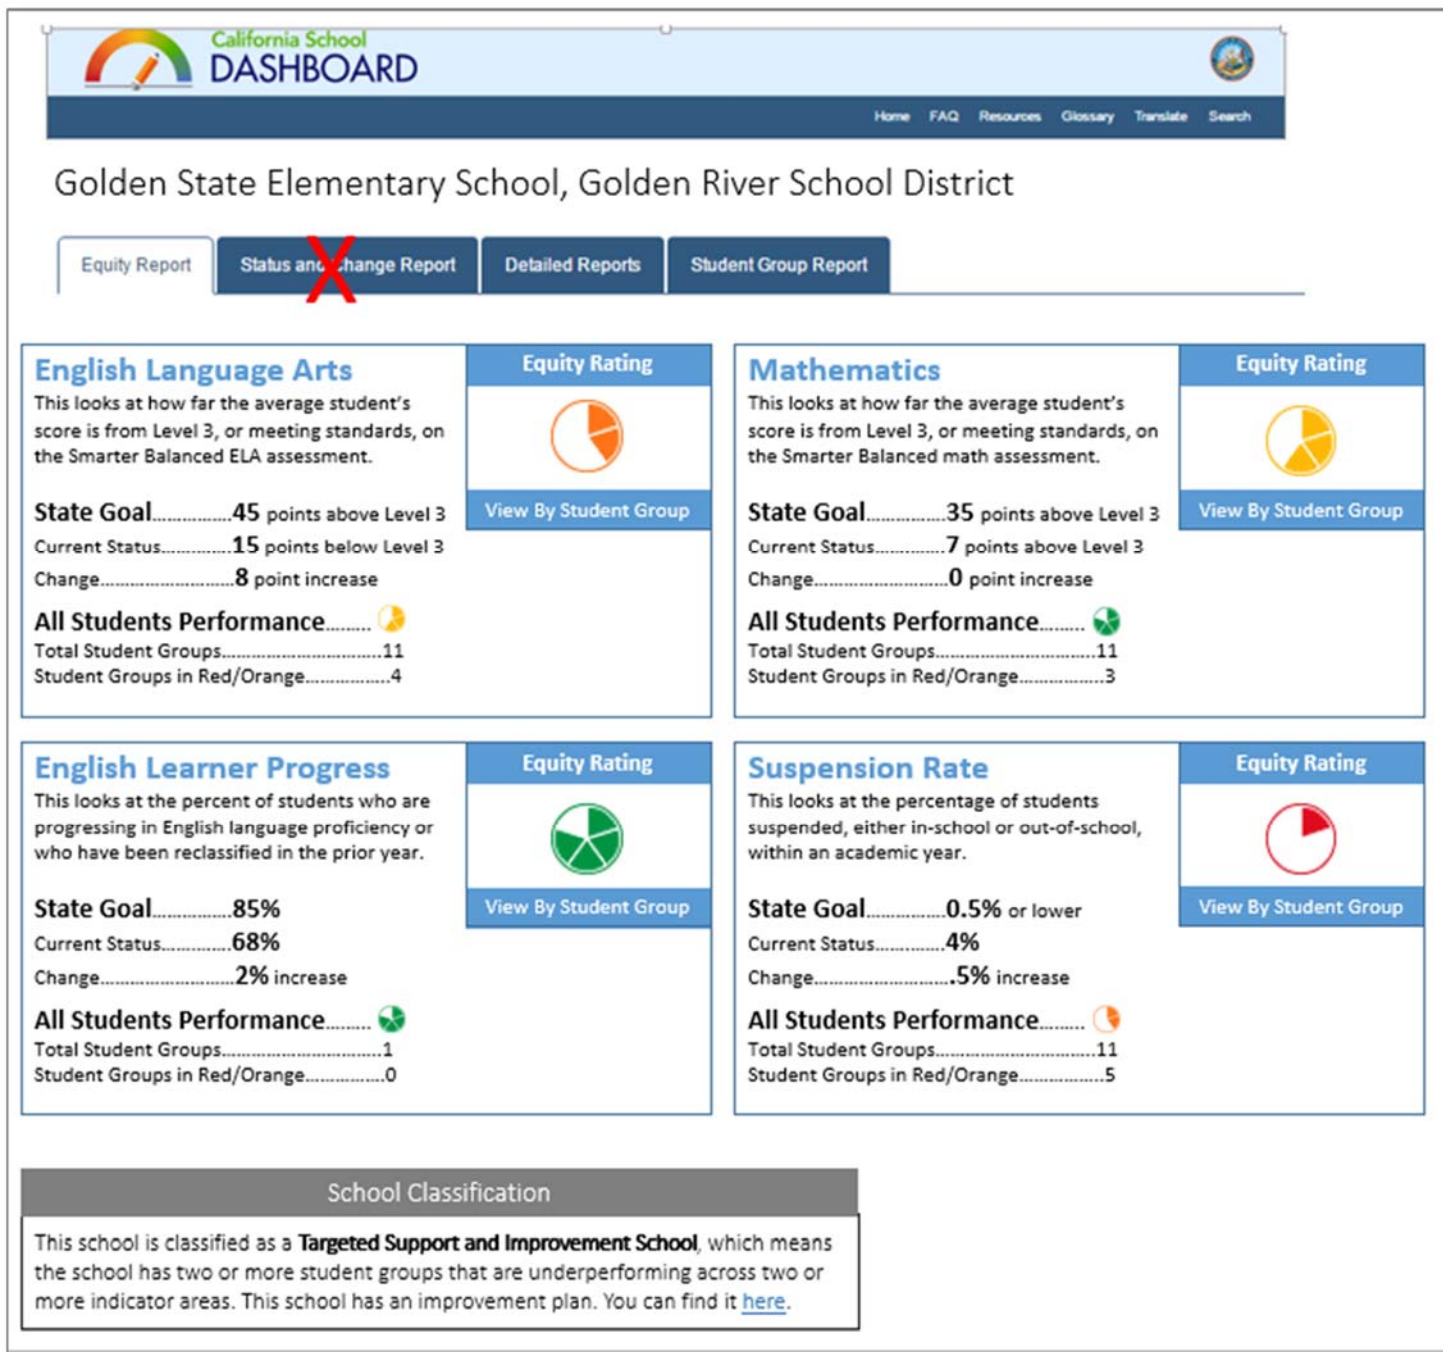 California School
DASHBOARD
Home FAQ Resources Glossary Translate Search
Golden State Elementary School, Golden River School District
Equity Report Status and Change Report Detailed Reports Student Group Report
X
English Language Arts
This looks at how far the average student's
score is from Level 3, or meeting standards, on
the Smarter Balanced ELA assessment.
State Goal................45 points above Level 3
Current Status.............15 points below Level 3
Change.........................8 point increase
All Students Performance.........
Total Student Groups................................11
Student Groups in Red/Orange.................4
Equity Rating
View By Student Group
Mathematics
This looks at how far the average student's
score is from Level 3, or meeting standards, on
the Smarter Balanced math assessment.
State Goal................35 points above Level 3
Current Status.............7 points above Level 3
Change.........................0 point increase
All Students Performance.........
Total Student Groups................................11
Student Groups in Red/Orange.................3
Equity Rating
View By Student Group
English Learner Progress
This looks at the percent of students who are
progressing in English language proficiency or
who have been reclassified in the prior year.
State Goal................85%
Current Status.............68%
Change.........................2% increase
All Students Performance.........
Total Student Groups................................1
Student Groups in Red/Orange................0
Equity Rating
View By Student Group
Suspension Rate
This looks at the percentage of students
suspended, either in-school or out-of-school,
within an academic year.
State Goal................0.5% or lower
Current Status.............4%
Change..........................5% increase
All Students Performance.........
Total Student Groups................................11
Student Groups in Red/Orange.................5
Equity Rating
View By Student Group
School Classification
This school is classified as a Targeted Support and Improvement School, which means
the school has two or more student groups that are underperforming across two or
more indicator areas. This school has an improvement plan. You can find it here.